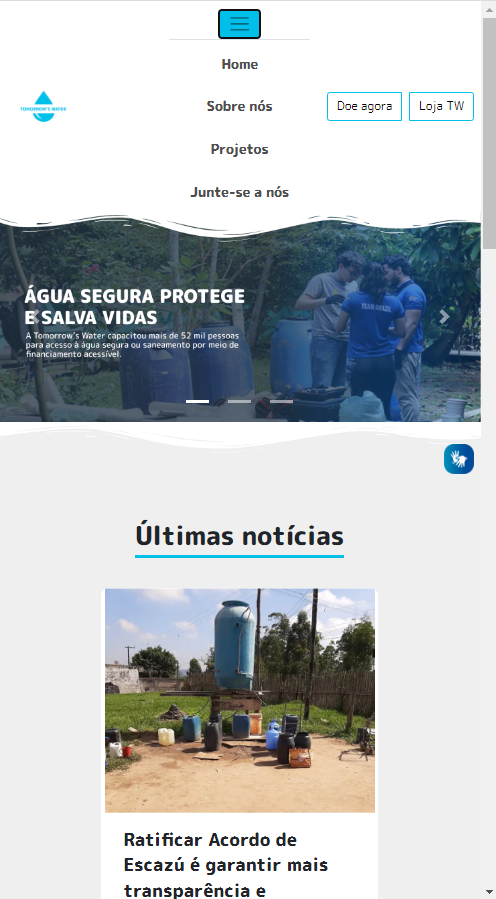 Home
TOMORROW'S WATER
Sobre nós
Doe agora
Loja TW
Projetos
Junte-se a nós
ÁGUA SEGURA PROTEGE
E SALVA VIDAS
A Tomorrow's Water capacitou mais de 52 mil pessoas
para acesso à água segura ou saneamento por meio de
financiamento acessível.
TEAM BRAZIL
Últimas notícias
Ratificar Acordo de
Escazú é garantir mais
transparência e